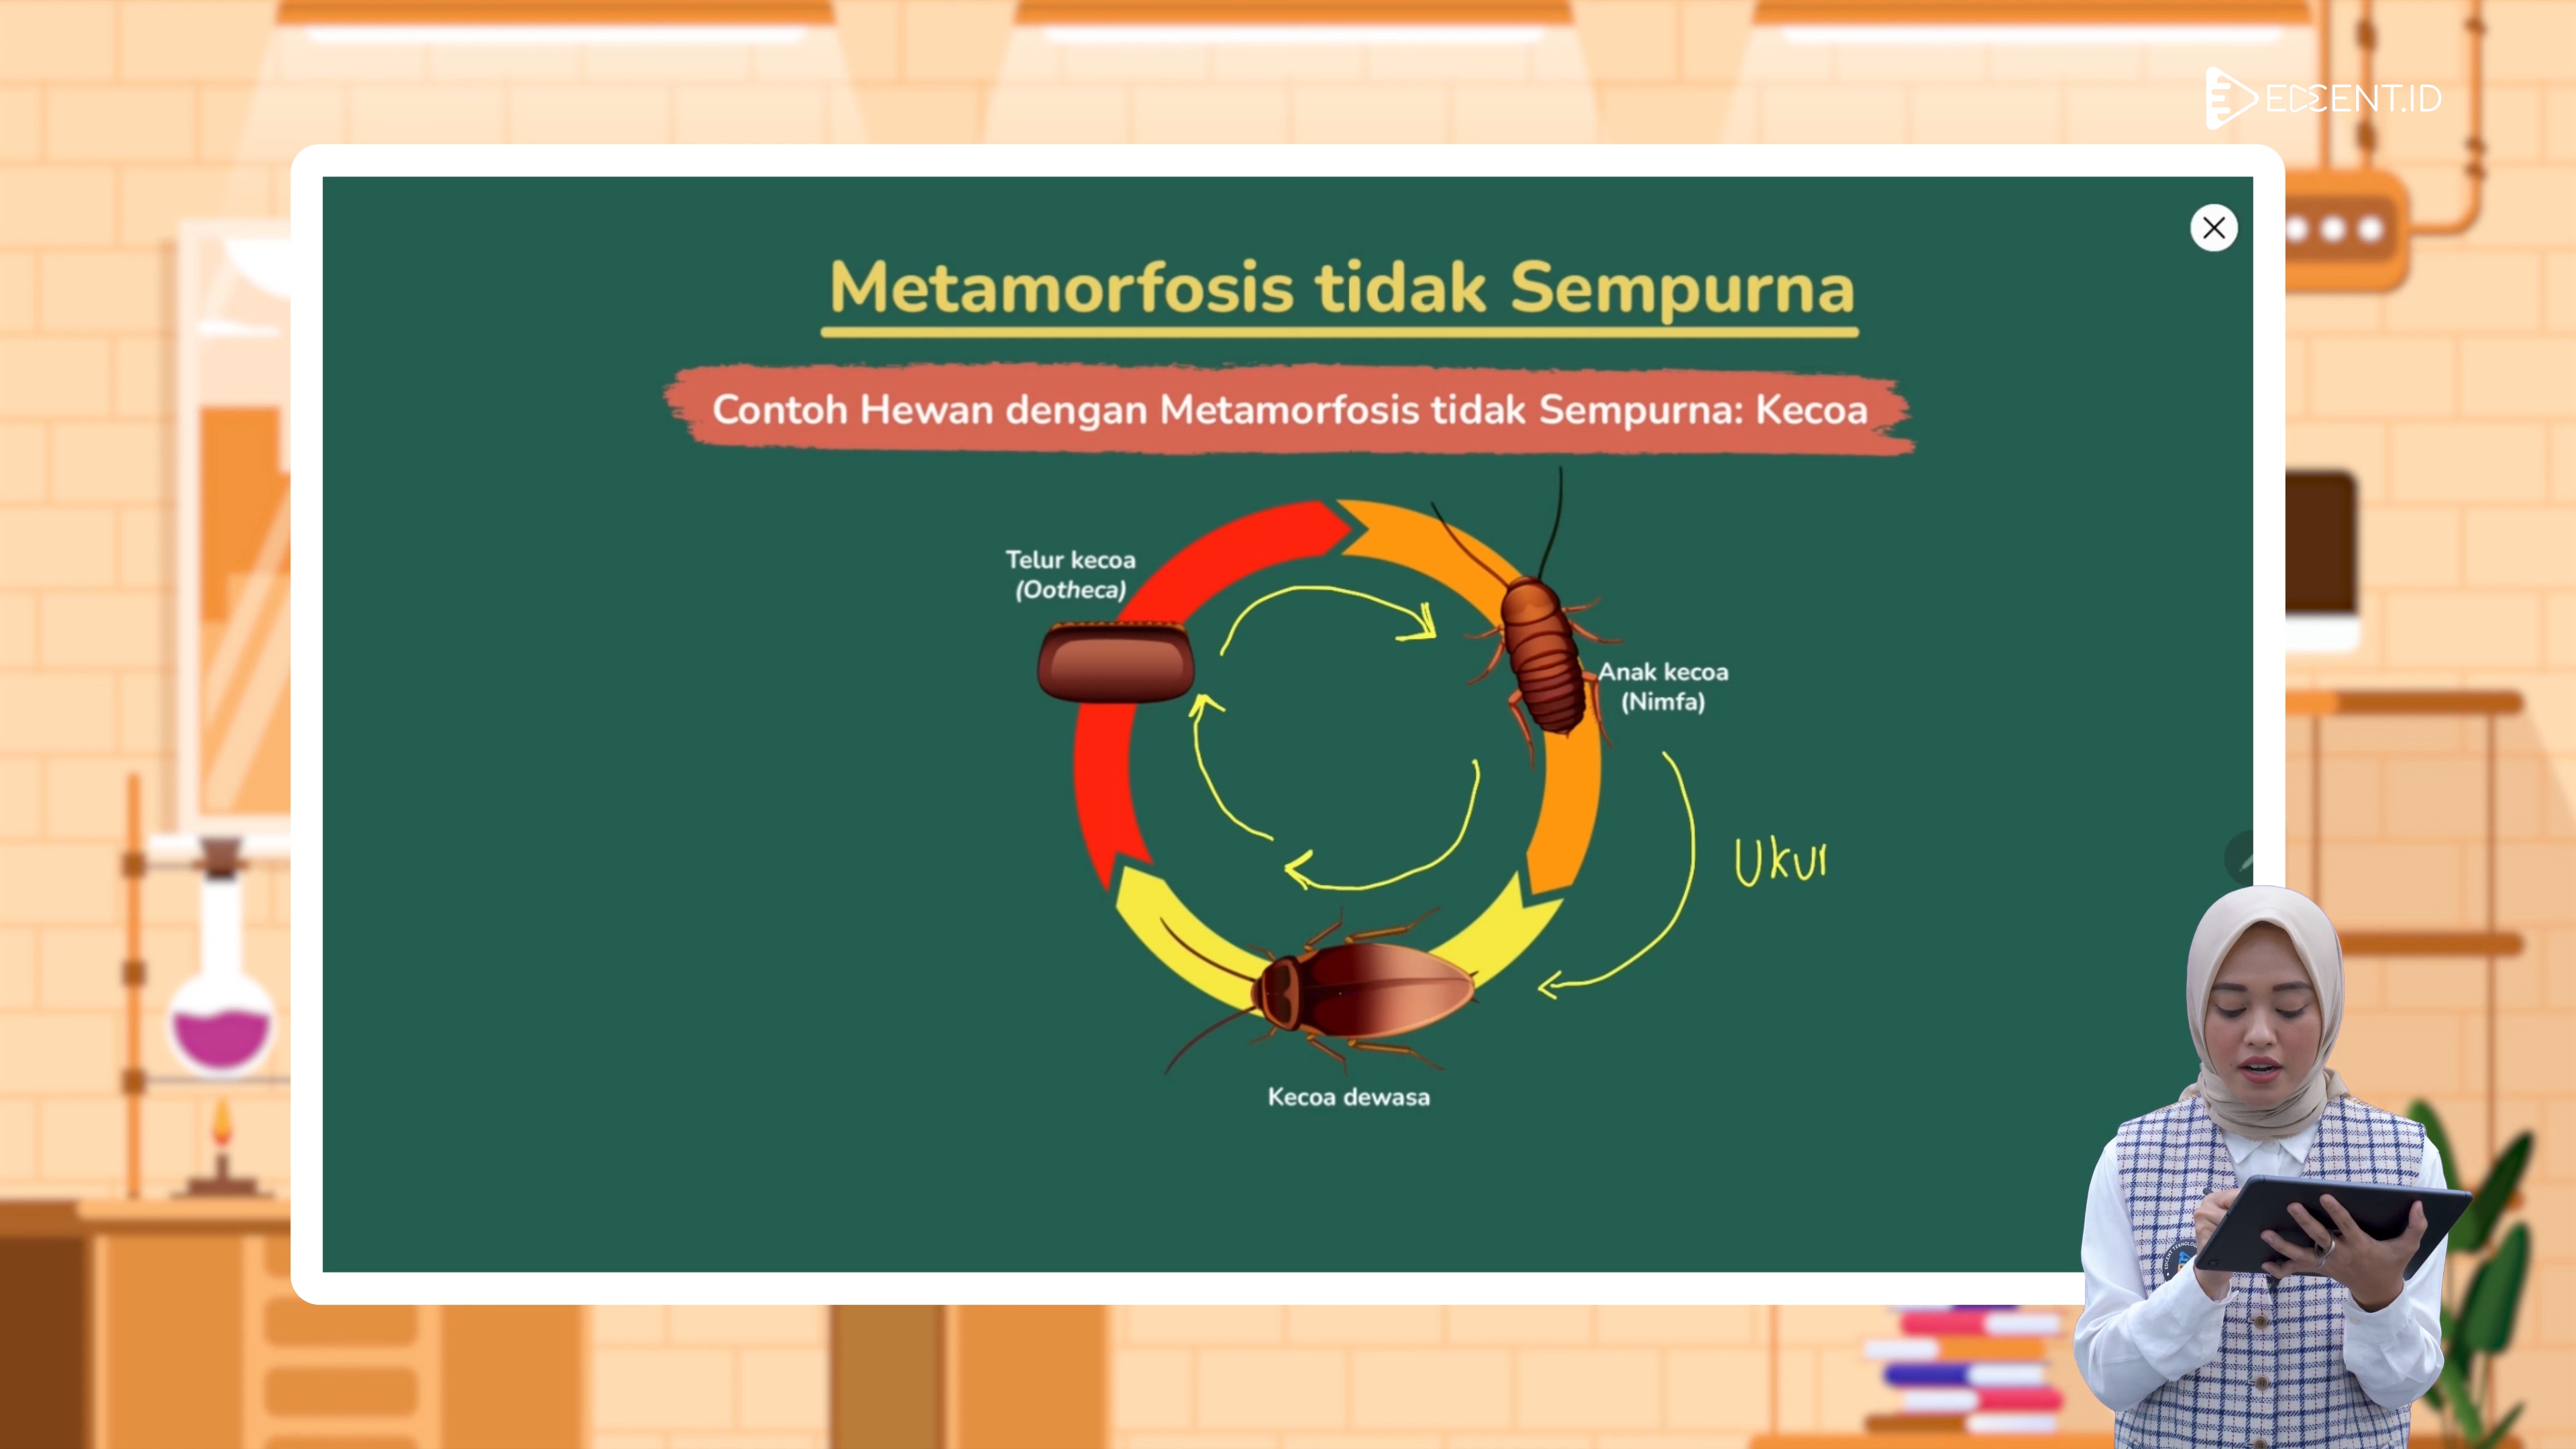 EDCENT.ID
Metamorfosis tidak Sempurna
Contoh Hewan dengan Metamorfosis tidak Sempurna: Kecoa
Telur kecoa
(Ootheca)
Anak kecoa
(Nimfa)
Ukur
Kecoa dewasa